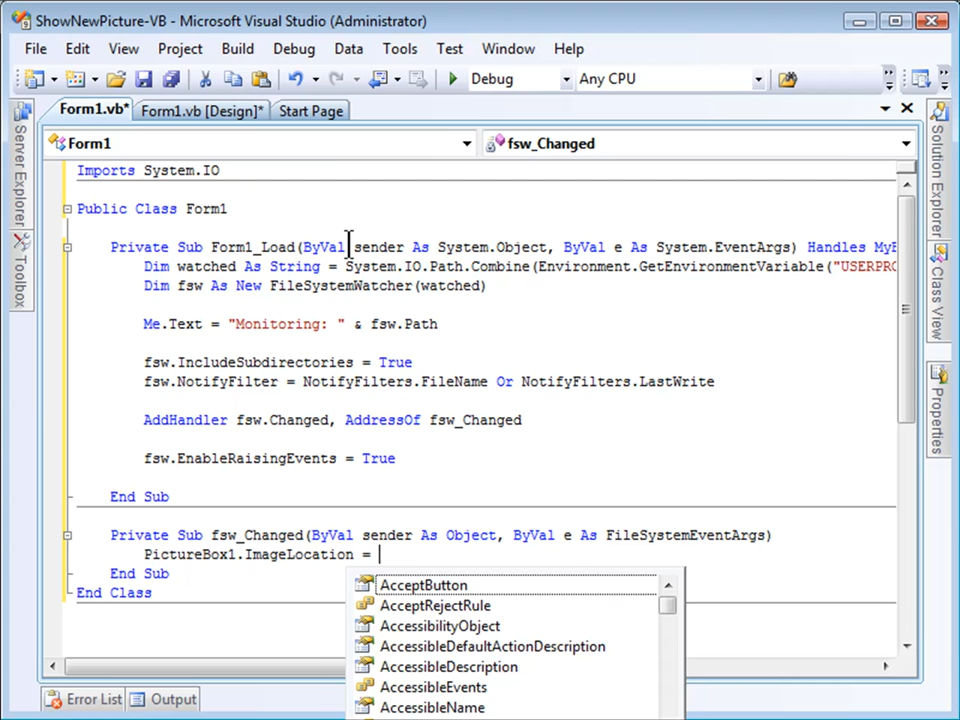 ShowNewPicture-VB - Microsoft Visual Studio (Administrator)
File Edit View Project Build Debug Data Tools Test Window Help
Debug Any CPU
Form1.vb* Form1.vb [Design]* Start Page
Form1 fsw_Changed
Server Explorer
Toolbox
Solution Explorer
Class View
Properties
Imports System.IO
Public Class Form1
Private Sub Form1_Load(ByVal sender As System.Object, ByVal e As System.EventArgs) Handles MyB
Dim watched As String = System.IO.Path.Combine(Environment.GetEnvironmentVariable("USERPRO
Dim fsw As New FileSystemWatcher(watched)
Me.Text = "Monitoring: " & fsw.Path
fsw.IncludeSubdirectories = True
fsw.NotifyFilter = NotifyFilters.FileName Or NotifyFilters.LastWrite
AddHandler fsw.Changed, AddressOf fsw_Changed
fsw.EnableRaisingEvents = True
End Sub
Private Sub fsw_Changed(ByVal sender As Object, ByVal e As FileSystemEventArgs)
PictureBox1.ImageLocation =
End Sub
End Class
AcceptButton
AcceptRejectRule
AccessibilityObject
AccessibleDefaultActionDescription
AccessibleDescription
AccessibleEvents
AccessibleName
Error List Output